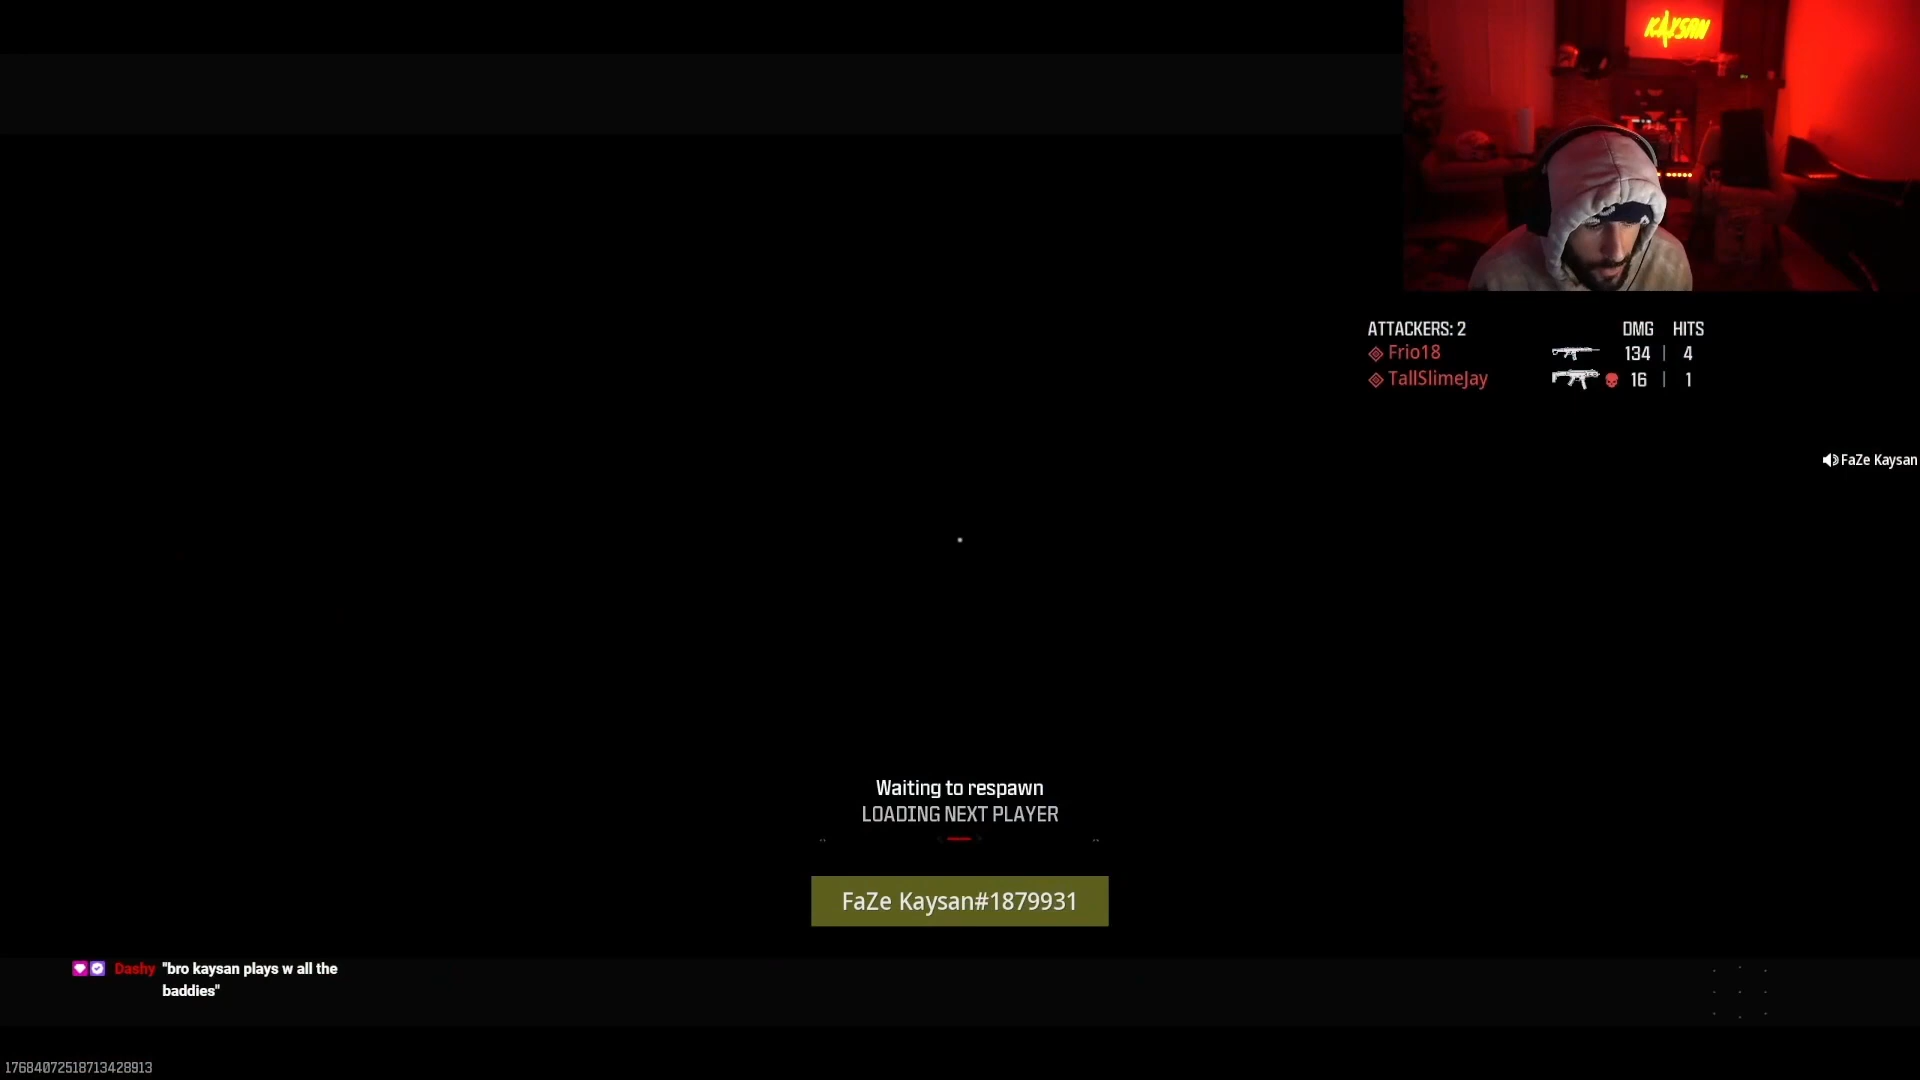 KAYSAN
ATTACKERS: 2 DMG HITS
Frio18 134 | 4
TallSlimeJay 16 | 1
FaZe Kaysan
Waiting to respawn
LOADING NEXT PLAYER
FaZe Kaysan#1879931
Dashy "bro kaysan plays w all the
baddies"
17684072518713428913